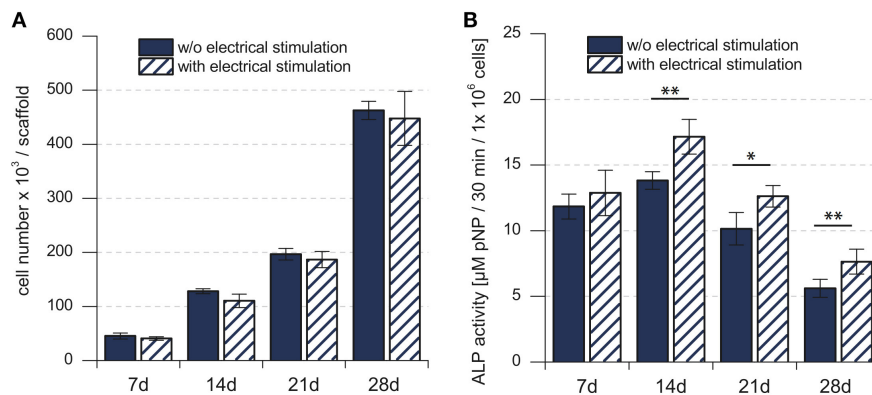 A
cell number x 10³ / scaffold
600
500
400
300
200
100
0
w/o electrical stimulation
with electrical stimulation
7d
14d
21d
28d
B
ALP activity [µM pNP / 30 min / 1x 10⁶ cells]
25
20
15
10
5
0
w/o electrical stimulation
with electrical stimulation
**
*
**
7d
14d
21d
28d